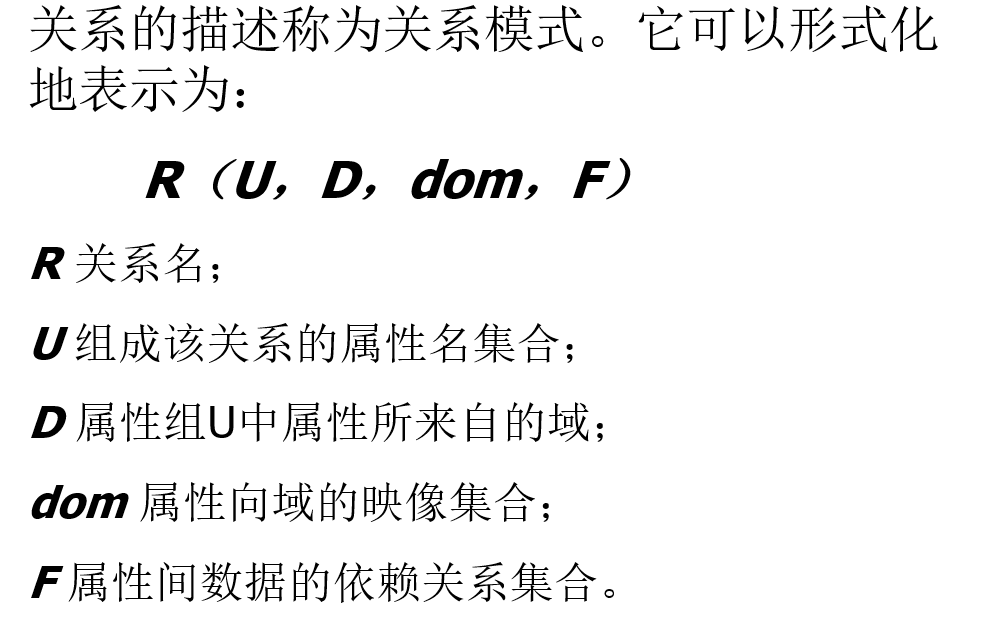 关系的描述称为关系模式。它可以形式化
地表示为：
R（U，D，dom，F）
R 关系名；
U 组成该关系的属性名集合；
D 属性组U中属性所来自的域；
dom 属性向域的映像集合；
F 属性间数据的依赖关系集合。